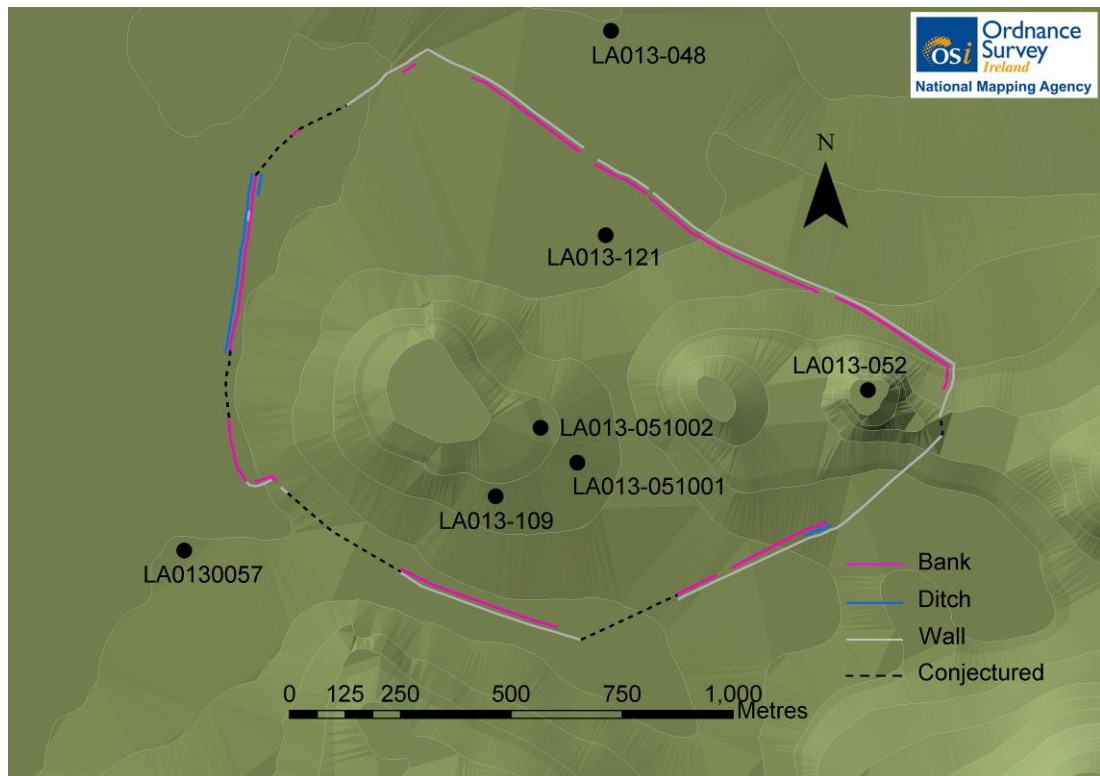 LA013-048
OSi Ordnance
Survey
Ireland
National Mapping Agency
N
LA013-121
LA013-052
LA013-051002
LA013-051001
LA013-109
LA0130057
Bank
Ditch
Wall
Conjectured
0 125 250 500 750 1,000
Metres